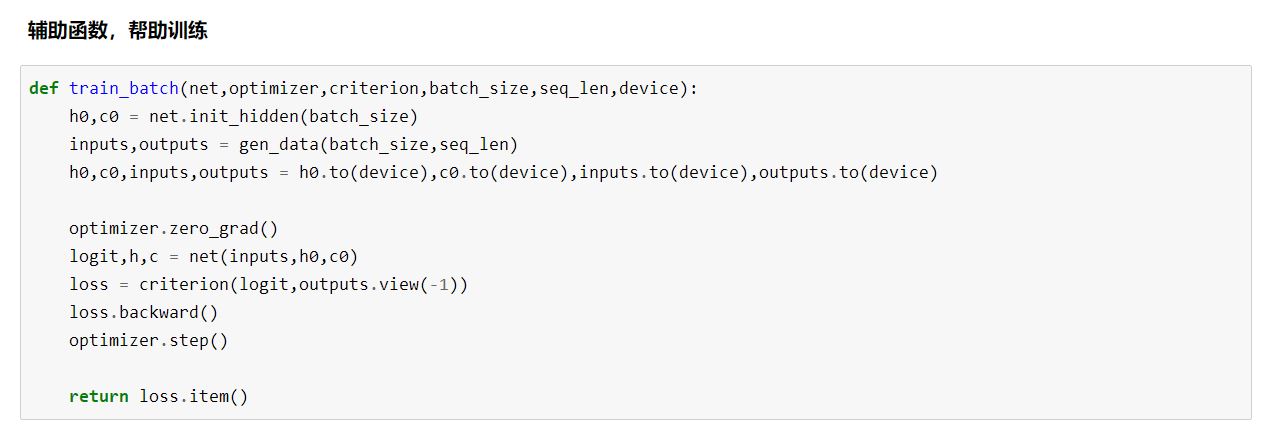 辅助函数，帮助训练
def train_batch(net,optimizer,criterion,batch_size,seq_len,device):
    h0,c0 = net.init_hidden(batch_size)
    inputs,outputs = gen_data(batch_size,seq_len)
    h0,c0,inputs,outputs = h0.to(device),c0.to(device),inputs.to(device),outputs.to(device)

    optimizer.zero_grad()
    logit,h,c = net(inputs,h0,c0)
    loss = criterion(logit,outputs.view(-1))
    loss.backward()
    optimizer.step()

    return loss.item()